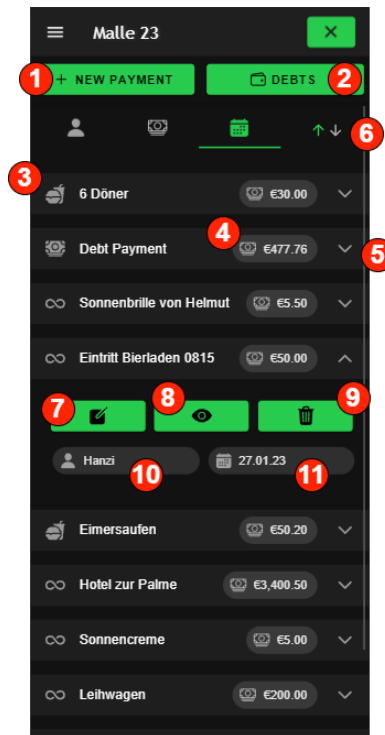 Malle 23
1 + NEW PAYMENT DEBTS 2
6
3
6 Döner €30.00
4
Debt Payment €477.76 5
Sonnenbrille von Helmut €5.50
Eintritt Bierladen 0815 €50.00
7 8 9
Hanzi 27.01.23
10 11
Eimersaufen €50.20
Hotel zur Palme €3,400.50
Sonnencreme €5.00
Leihwagen €200.00